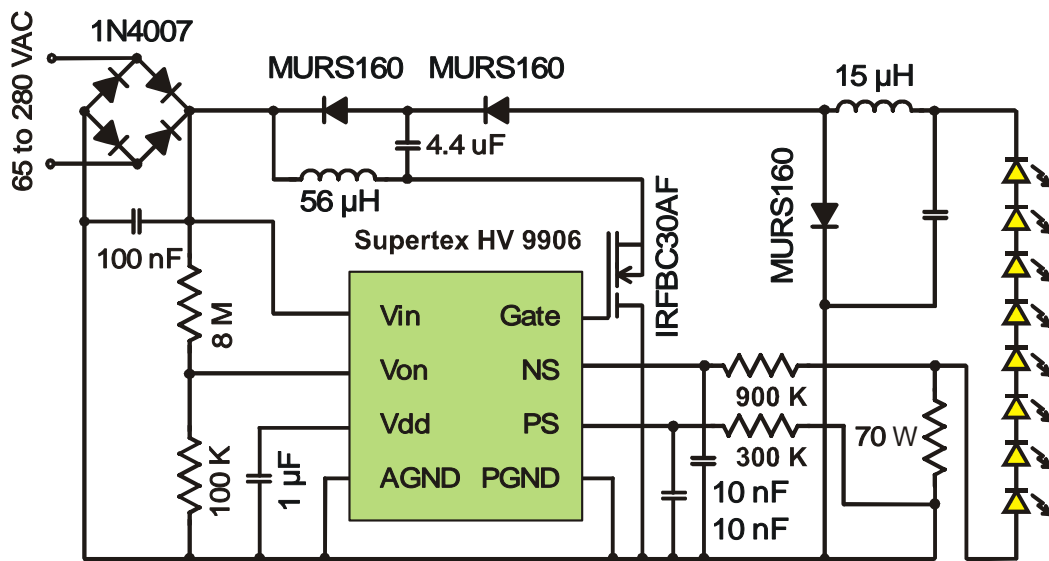 1N4007
65 to 280 VAC
MURS160
MURS160
15 µH
4.4 uF
56 µH
MURS160
100 nF
Supertex HV 9906
IRFBC30AF
8 M
Vin
Gate
Von
NS
900 K
Vdd
PS
300 K
70 W
100 K
1 µF
AGND
PGND
10 nF
10 nF